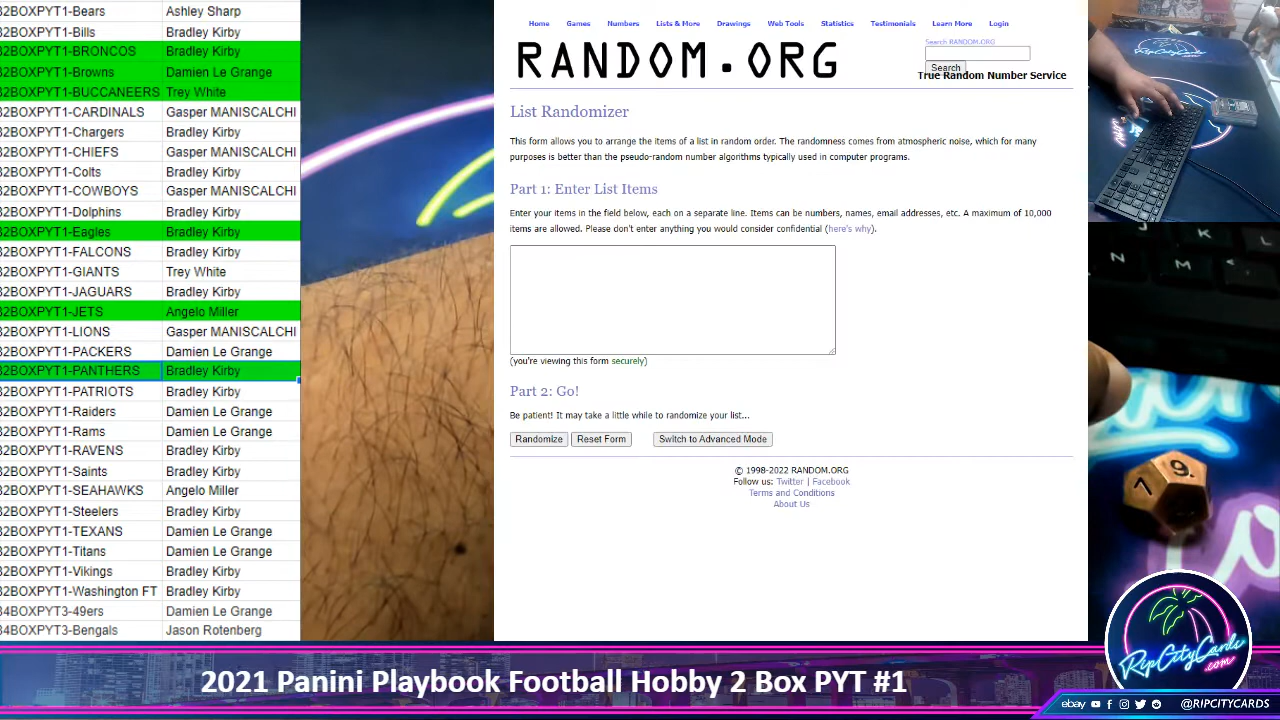 32BOXPYT1-Bears Ashley Sharp
32BOXPYT1-Bills Bradley Kirby
32BOXPYT1-BRONCOS Bradley Kirby
32BOXPYT1-Browns Damien Le Grange
32BOXPYT1-BUCCANEERS Trey White
32BOXPYT1-CARDINALS Gasper MANISCALCHI
32BOXPYT1-Chargers Bradley Kirby
32BOXPYT1-CHIEFS Gasper MANISCALCHI
32BOXPYT1-Colts Bradley Kirby
32BOXPYT1-COWBOYS Gasper MANISCALCHI
32BOXPYT1-Dolphins Bradley Kirby
32BOXPYT1-Eagles Bradley Kirby
32BOXPYT1-FALCONS Bradley Kirby
32BOXPYT1-GIANTS Trey White
32BOXPYT1-JAGUARS Bradley Kirby
32BOXPYT1-JETS Angelo Miller
32BOXPYT1-LIONS Gasper MANISCALCHI
32BOXPYT1-PACKERS Damien Le Grange
32BOXPYT1-PANTHERS Bradley Kirby
32BOXPYT1-PATRIOTS Bradley Kirby
32BOXPYT1-Raiders Damien Le Grange
32BOXPYT1-Rams Damien Le Grange
32BOXPYT1-RAVENS Bradley Kirby
32BOXPYT1-Saints Bradley Kirby
32BOXPYT1-SEAHAWKS Angelo Miller
32BOXPYT1-Steelers Bradley Kirby
32BOXPYT1-TEXANS Damien Le Grange
32BOXPYT1-Titans Damien Le Grange
32BOXPYT1-Vikings Bradley Kirby
32BOXPYT1-Washington FT Bradley Kirby
34BOXPYT3-49ers Damien Le Grange
34BOXPYT3-Bengals Jason Rotenberg
Home Games Numbers Lists & More Drawings Web Tools Statistics Testimonials Learn More Login
RANDOM.ORG
Search RANDOM.ORG
Search
True Random Number Service
List Randomizer
This form allows you to arrange the items of a list in random order. The randomness comes from atmospheric noise, which for many
purposes is better than the pseudo-random number algorithms typically used in computer programs.
Part 1: Enter List Items
Enter your items in the field below, each on a separate line. Items can be numbers, names, email addresses, etc. A maximum of 10,000
items are allowed. Please don't enter anything you would consider confidential (here's why).
(you're viewing this form securely)
Part 2: Go!
Be patient! It may take a little while to randomize your list...
Randomize Reset Form Switch to Advanced Mode
© 1998-2022 RANDOM.ORG
Follow us: Twitter | Facebook
Terms and Conditions
About Us
N M
7 9
RipCityCards
.com
2021 Panini Playbook Football Hobby 2 Box PYT #1
ebay @RIPCITYCARDS